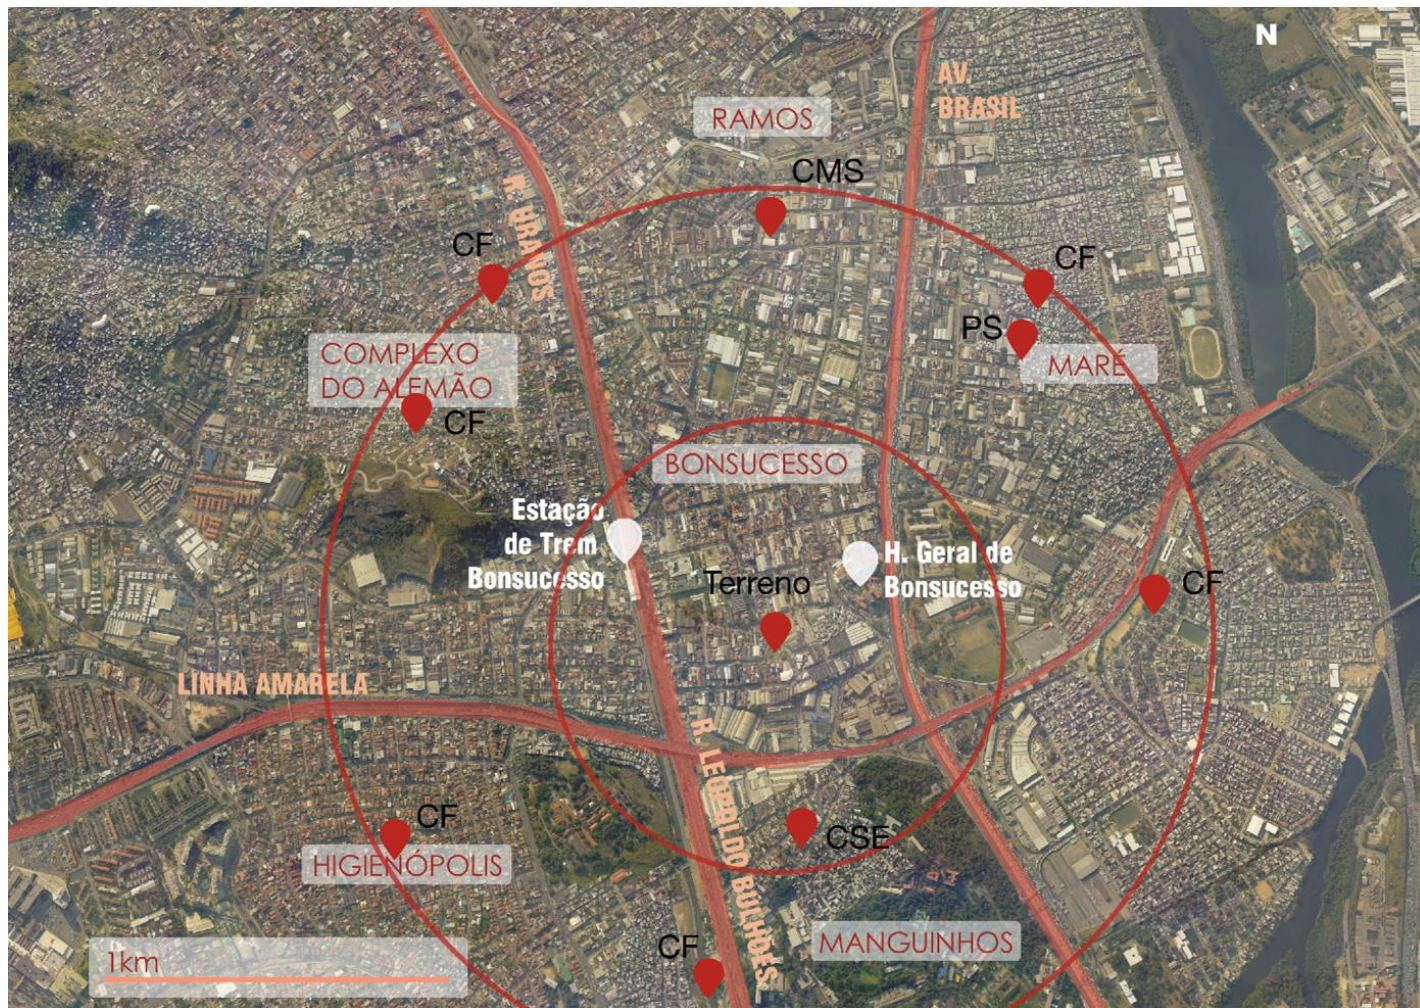 N
AV.
BRASIL
RAMOS
CMS
R. URANOS
CF
CF
PS
MARÉ
COMPLEXO
DO ALEMÃO
CF
BONSUCESSO
Estação
de Trem
Bonsucesso
H. Geral de
Bonsucesso
Terreno
CF
LINHA AMARELA
R. LEOPOLDO BULHÕES
CF
HIGIENÓPOLIS
CSE
MANGUINHOS
CF
1km